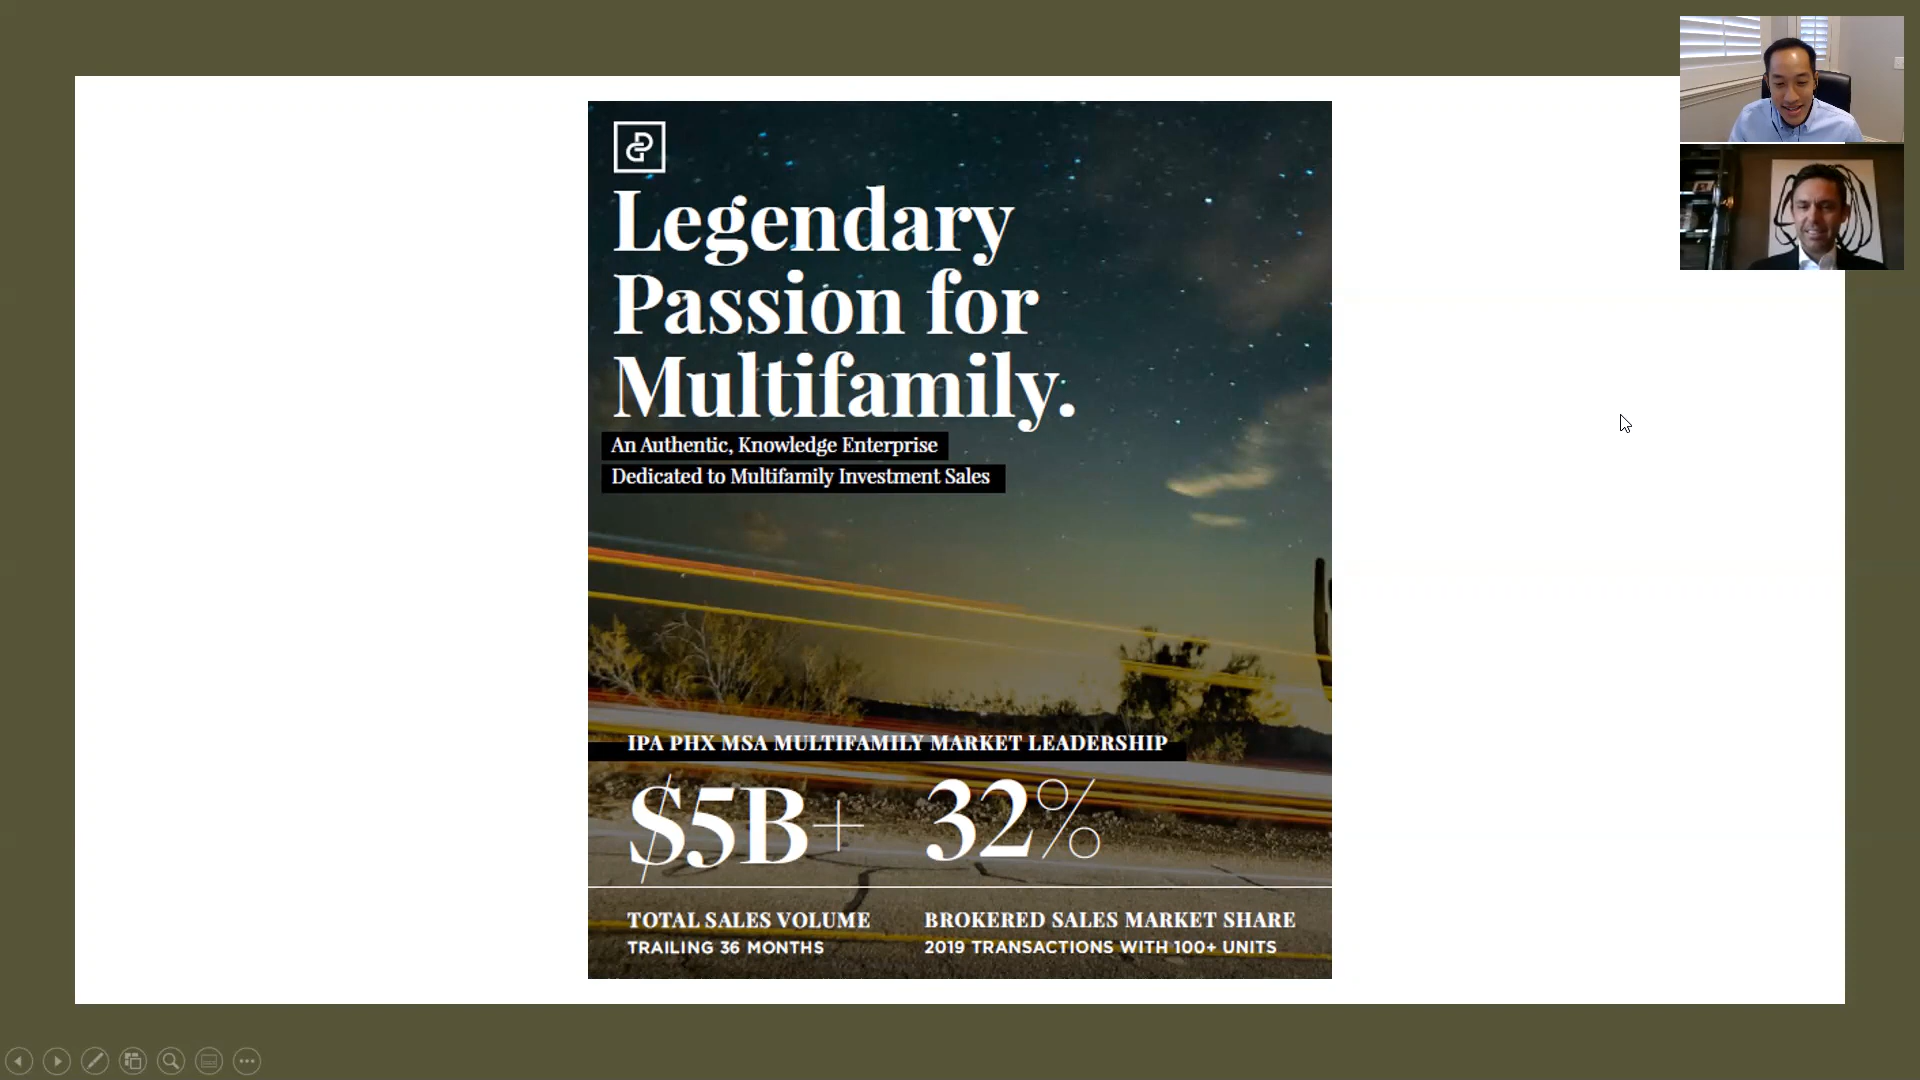 Legendary
Passion for
Multifamily.
An Authentic, Knowledge Enterprise
Dedicated to Multifamily Investment Sales
IPA PHX MSA MULTIFAMILY MARKET LEADERSHIP
$5B+ 32%
TOTAL SALES VOLUME BROKERED SALES MARKET SHARE
TRAILING 36 MONTHS 2019 TRANSACTIONS WITH 100+ UNITS